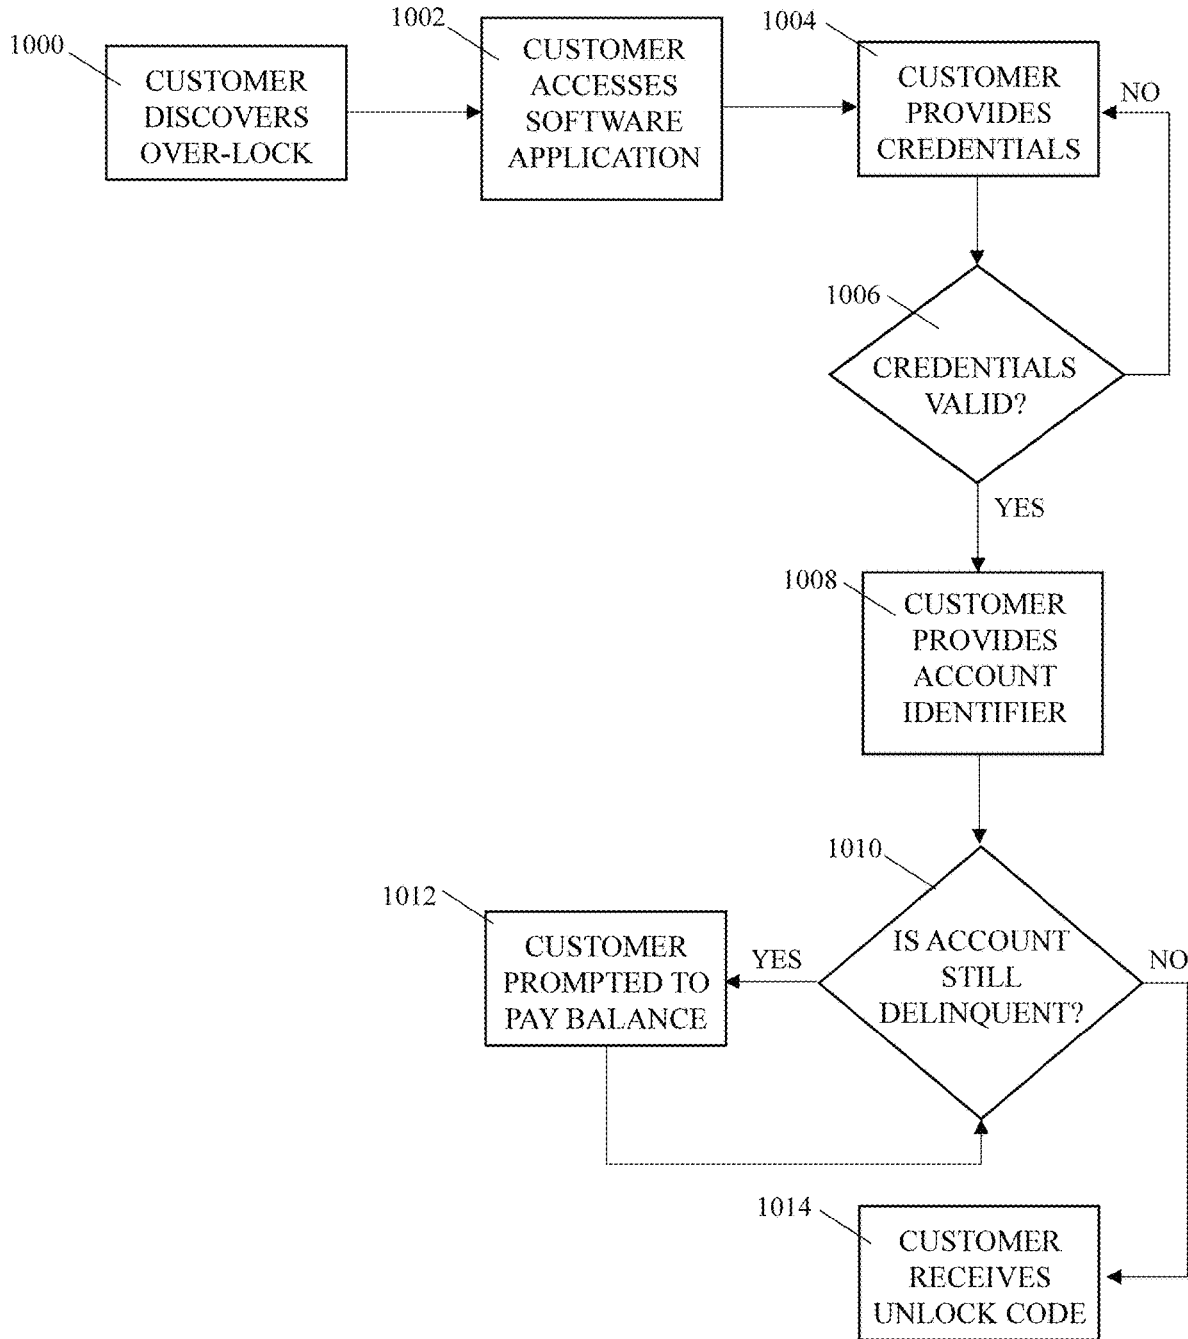 1000
CUSTOMER
DISCOVERS
OVER-LOCK
1002
CUSTOMER
ACCESSES
SOFTWARE
APPLICATION
1004
CUSTOMER
PROVIDES
CREDENTIALS
NO
1006
CREDENTIALS
VALID?
YES
1008
CUSTOMER
PROVIDES
ACCOUNT
IDENTIFIER
1010
IS ACCOUNT
STILL
DELINQUENT?
YES
NO
1012
CUSTOMER
PROMPTED TO
PAY BALANCE
1014
CUSTOMER
RECEIVES
UNLOCK CODE